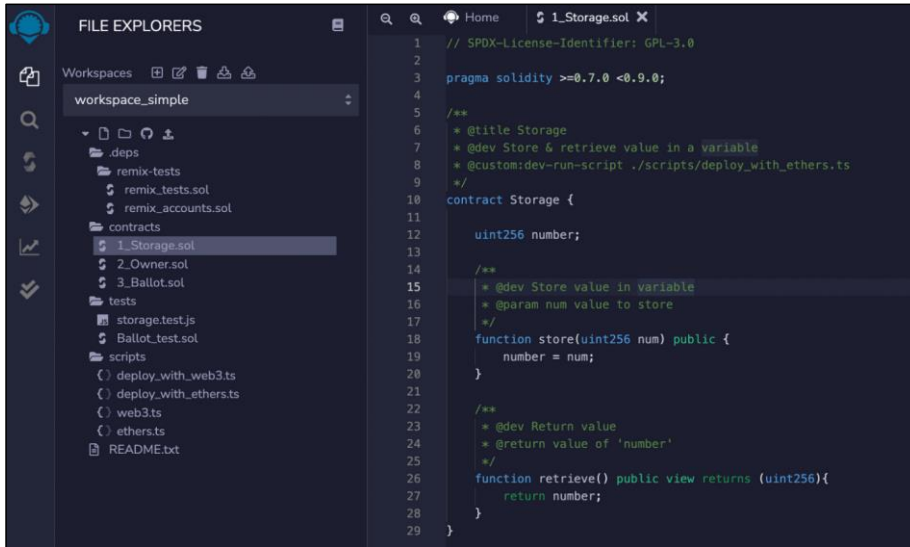 FILE EXPLORERS
Workspaces
workspace_simple
.deps
remix-tests
remix_tests.sol
remix_accounts.sol
contracts
1_Storage.sol
2_Owner.sol
3_Ballot.sol
tests
storage.test.js
Ballot_test.sol
scripts
deploy_with_web3.ts
deploy_with_ethers.ts
web3.ts
ethers.ts
README.txt
Home 1_Storage.sol
1 // SPDX-License-Identifier: GPL-3.0
2
3 pragma solidity >=0.7.0 <0.9.0;
4
5 /**
6 * @title Storage
7 * @dev Store & retrieve value in a variable
8 * @custom:dev-run-script ./scripts/deploy_with_ethers.ts
9 */
10 contract Storage {
11
12 uint256 number;
13
14 /**
15 * @dev Store value in variable
16 * @param num value to store
17 */
18 function store(uint256 num) public {
19 number = num;
20 }
21
22 /**
23 * @dev Return value
24 * @return value of 'number'
25 */
26 function retrieve() public view returns (uint256){
27 return number;
28 }
29 }